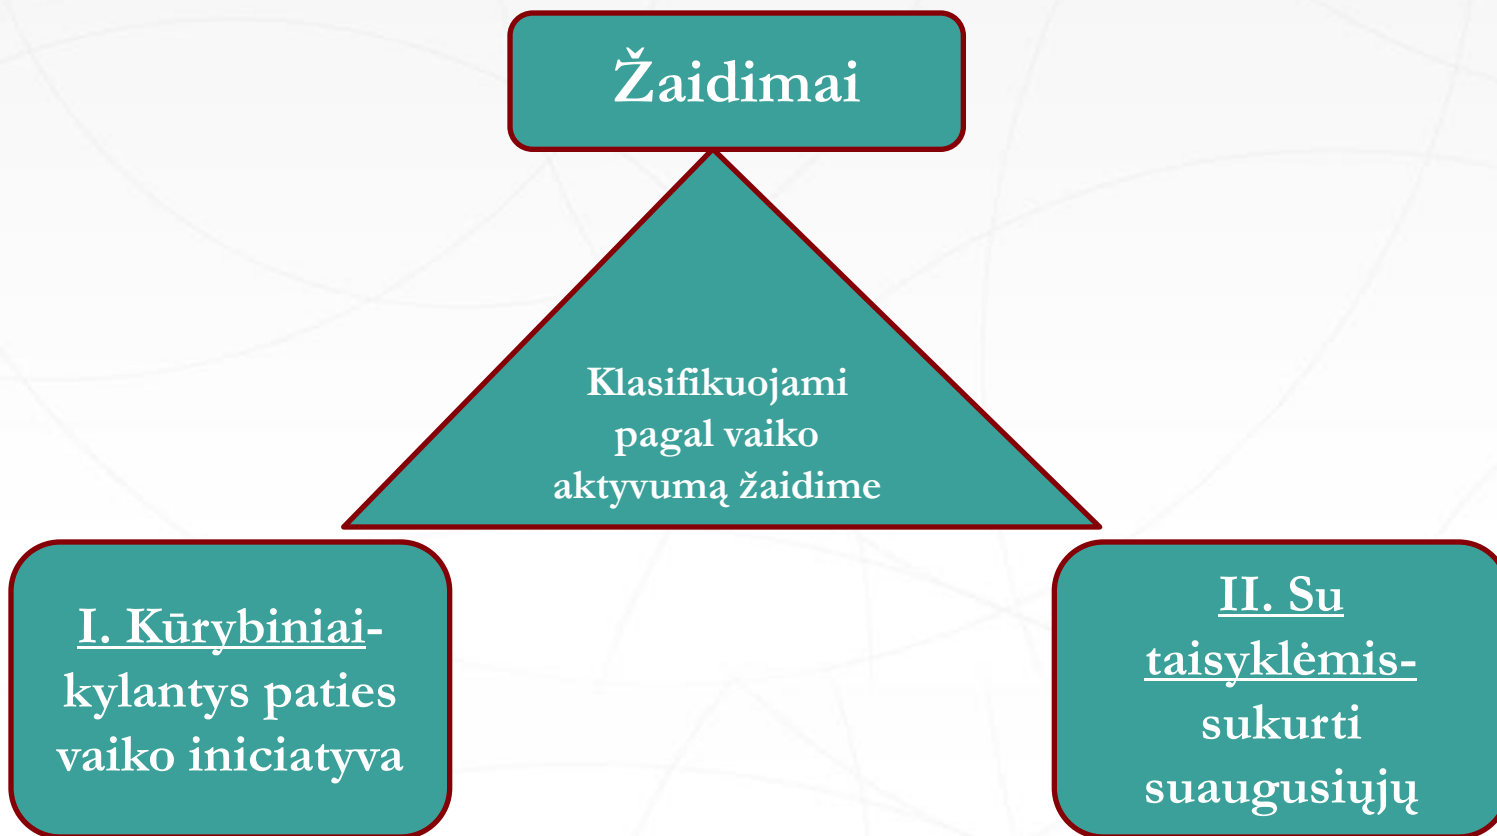 Žaidimai
Klasifikuojami
pagal vaiko
aktyvumą žaidime
I. Kūrybiniai-
kylantys paties
vaiko iniciatyva
II. Su
taisyklėmis-
sukurti
suaugusiųjų